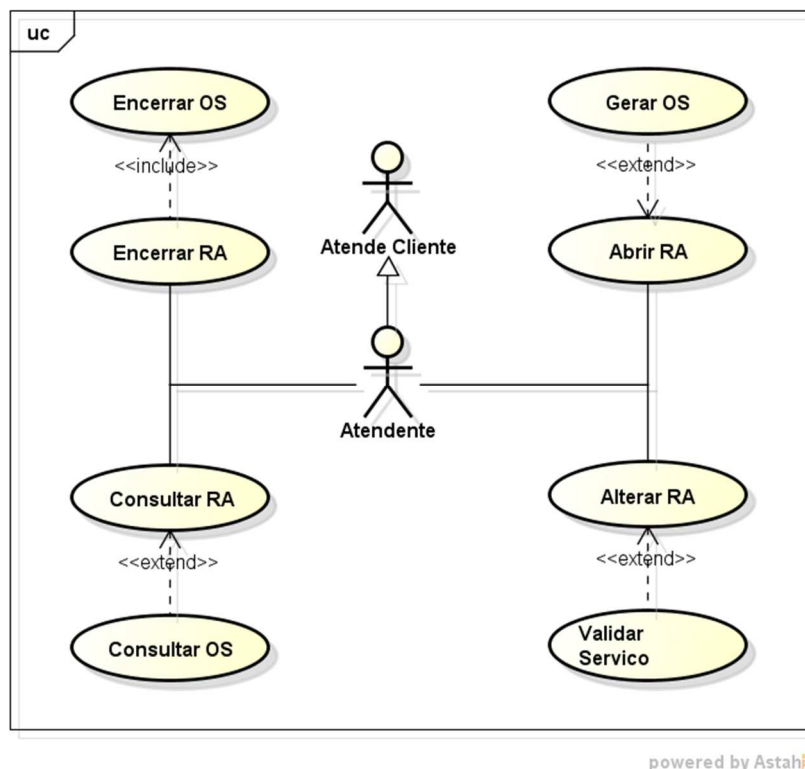 uc
Encerrar OS
Gerar OS
<<include>>
<<extend>>
Encerrar RA
Atende Cliente
Abrir RA
Atendente
Consultar RA
Alterar RA
<<extend>>
<<extend>>
Consultar OS
Validar
Servico
powered by Astah